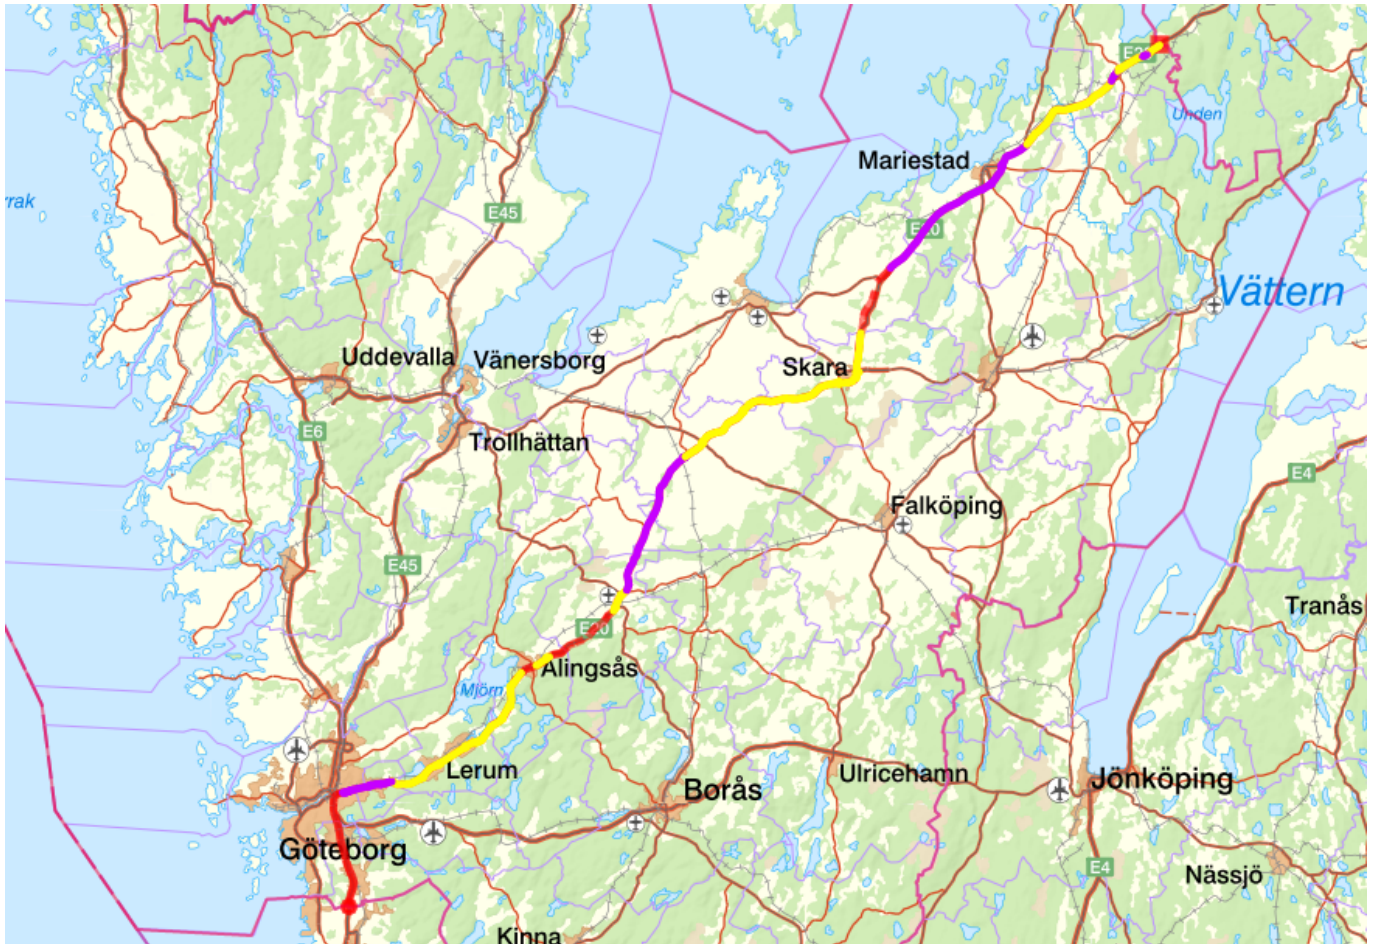 Unden
Mariestad
rrak
E45
Vättern
Uddevalla
Vänersborg
Skara
E6
Trollhättan
E4
Falköping
E45
Tranås
E20
Alingsås
Mjörn
Lerum
Ulricehamn
Jönköping
Borås
Göteborg
E4
Nässjö
Kinna